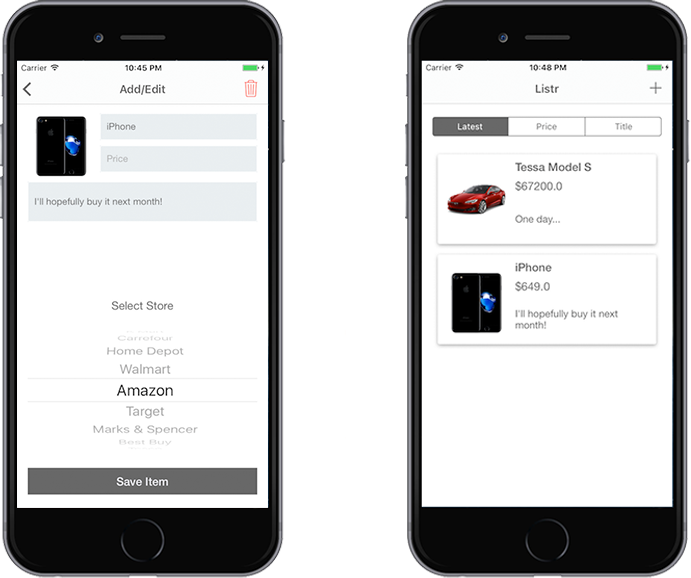 Carrier 10:45 PM
Add/Edit
iPhone
Price
I'll hopefully buy it next month!
Select Store
Carrefour
Home Depot
Walmart
Amazon
Target
Marks & Spencer
Best Buy
Save Item
Carrier 10:48 PM
Listr
Latest Price Title
Tessa Model S
$67200.0
One day...
iPhone
$649.0
I'll hopefully buy it next
month!